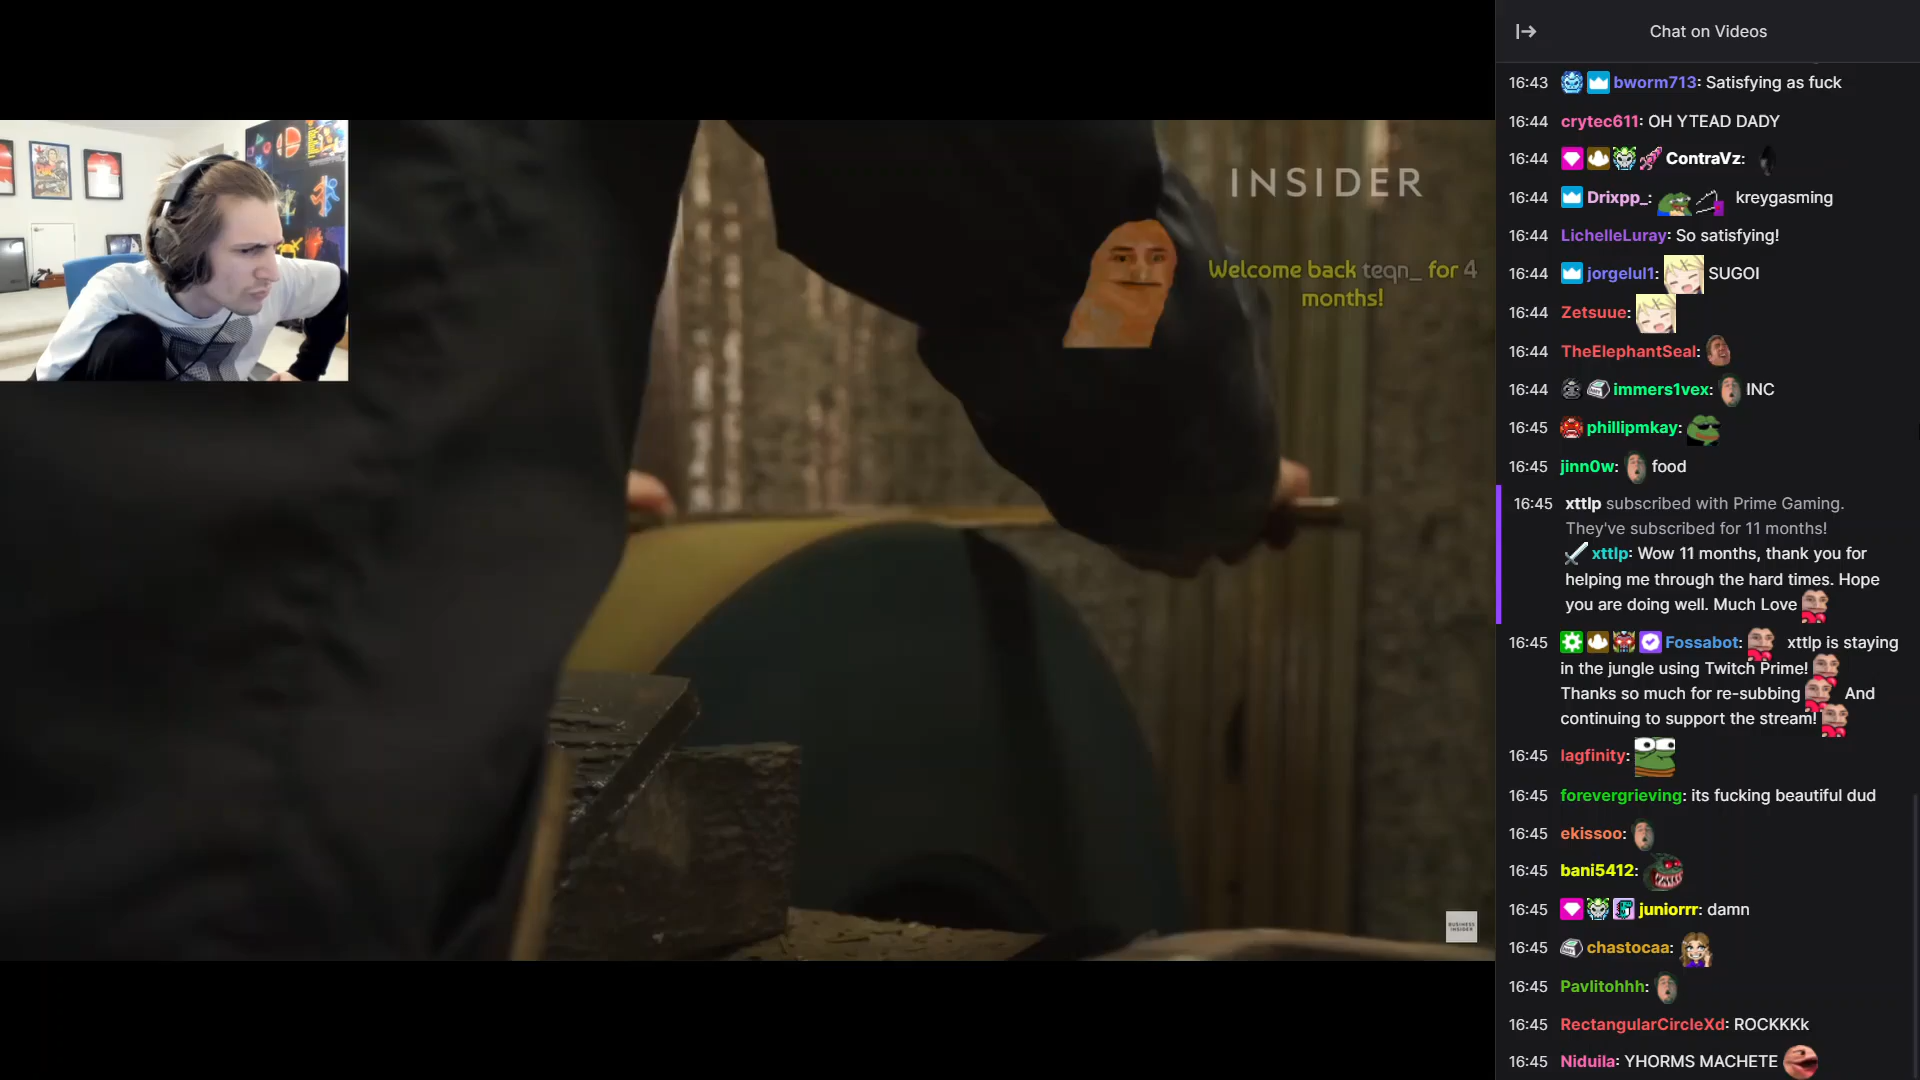 Chat on Videos
16:43 bworm713: Satisfying as fuck
16:44 crytec611: OH YTEAD DADY
16:44 ContraVz:
16:44 Drixpp_: kreygasming
16:44 LichelleLuray: So satisfying!
16:44 jorgelul1: SUGOI
16:44 Zetsuue:
16:44 TheElephantSeal:
16:44 immers1vex: INC
16:45 phillipmkay:
16:45 jinn0w: food
16:45 xttlp subscribed with Prime Gaming.
They've subscribed for 11 months!
xttlp: Wow 11 months, thank you for
helping me through the hard times. Hope
you are doing well. Much Love
16:45 Fossabot: xttlp is staying
in the jungle using Twitch Prime!
Thanks so much for re-subbing And
continuing to support the stream!
16:45 lagfinity:
16:45 forevergrieving: its fucking beautiful dud
16:45 ekissoo:
16:45 bani5412:
16:45 juniorrr: damn
16:45 chastocaa:
16:45 Pavlitohhh:
16:45 RectangularCircleXd: ROCKKKk
16:45 Niduila: YHORMS MACHETE
INSIDER
Welcome back teqn_ for 4
months!
BUSINESS
INSIDER